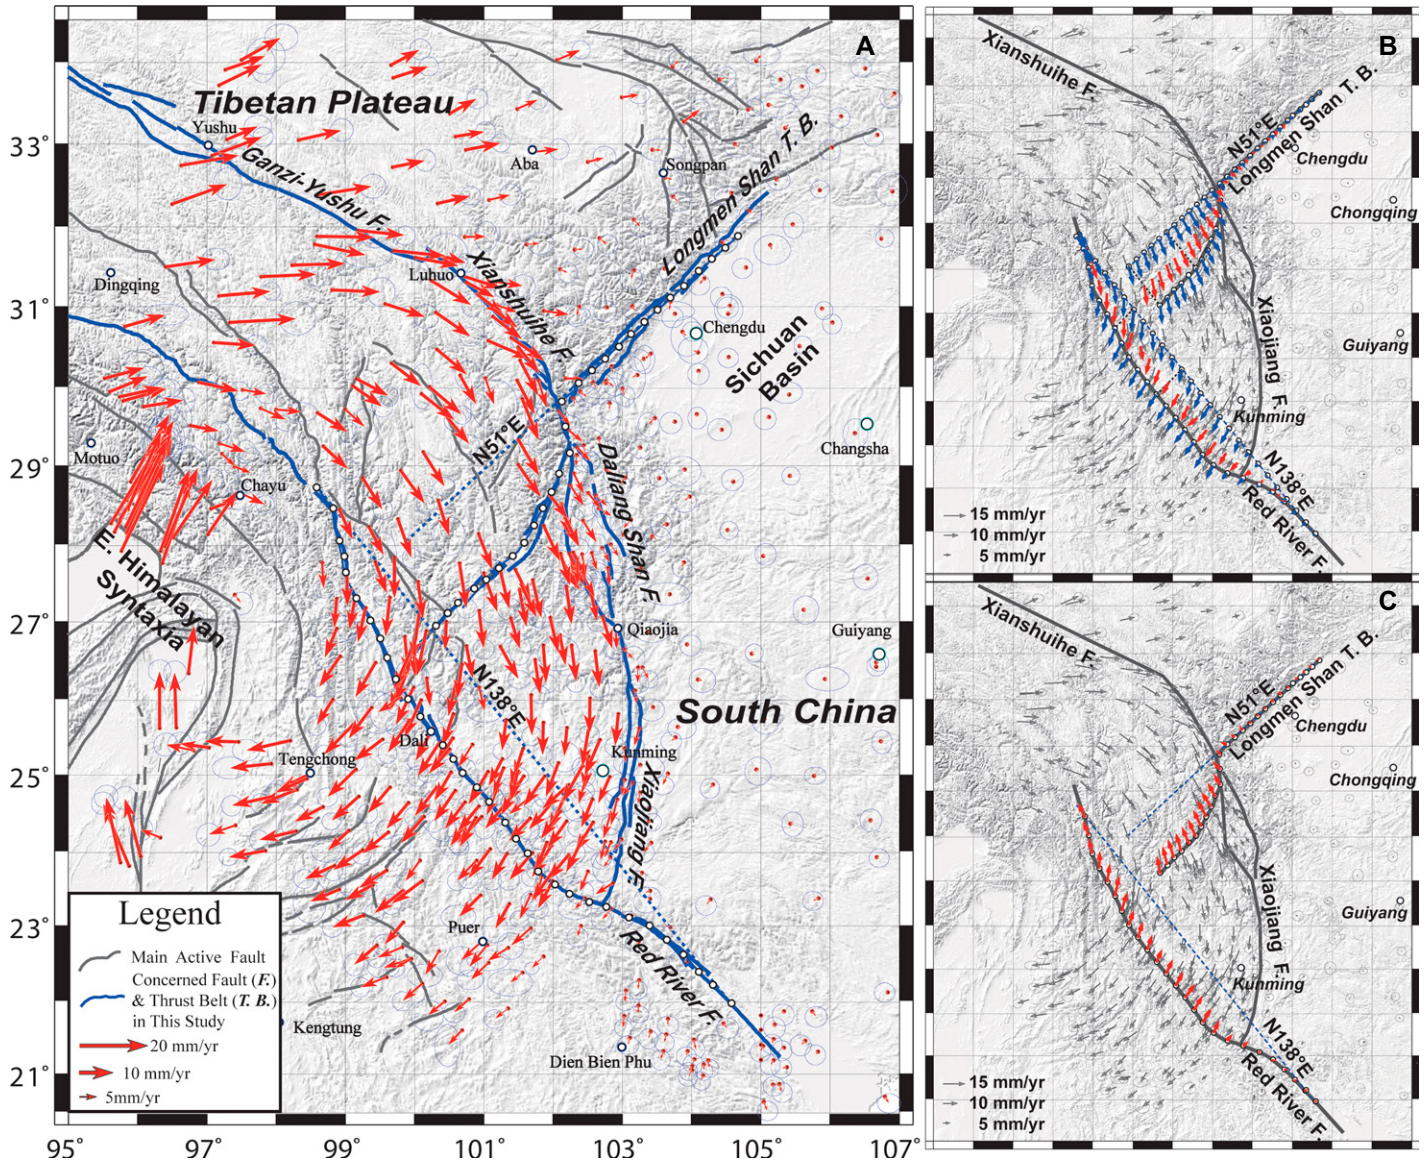 A
Tibetan Plateau
Yushu
Ganzi-Yushu F.
Aba
Songpan
Longmen Shan T. B.
Dingqing
Luhuo
Xianshuihe F.
Chengdu
Sichuan
Basin
N51°E
Changsha
Motuo
Chayu
Daliang Shan F.
E. Himalayan
Syntaxia
Qiaojia
Guiyang
N138°E
South China
Dali
Kunming
Tengchong
Xiaojiang F.
Puer
Red River F.
Kengtung
Dien Bien Phu
33°
31°
29°
27°
25°
23°
21°
95°
97°
99°
101°
103°
105°
107°
Legend
Main Active Fault
Concerned Fault (F.)
& Thrust Belt (T. B.)
in This Study
20 mm/yr
10 mm/yr
5mm/yr
B
Xianshuihe F.
N51°E
Longmen Shan T. B.
Chengdu
Chongqing
Xiaojiang F.
Guiyang
Kunming
N138°E
Red River F.
15 mm/yr
10 mm/yr
5 mm/yr
C
Xianshuihe F.
N51°E
Longmen Shan T. B.
Chengdu
Chongqing
Xiaojiang F.
Guiyang
Kunming
N138°E
Red River F.
15 mm/yr
10 mm/yr
5 mm/yr